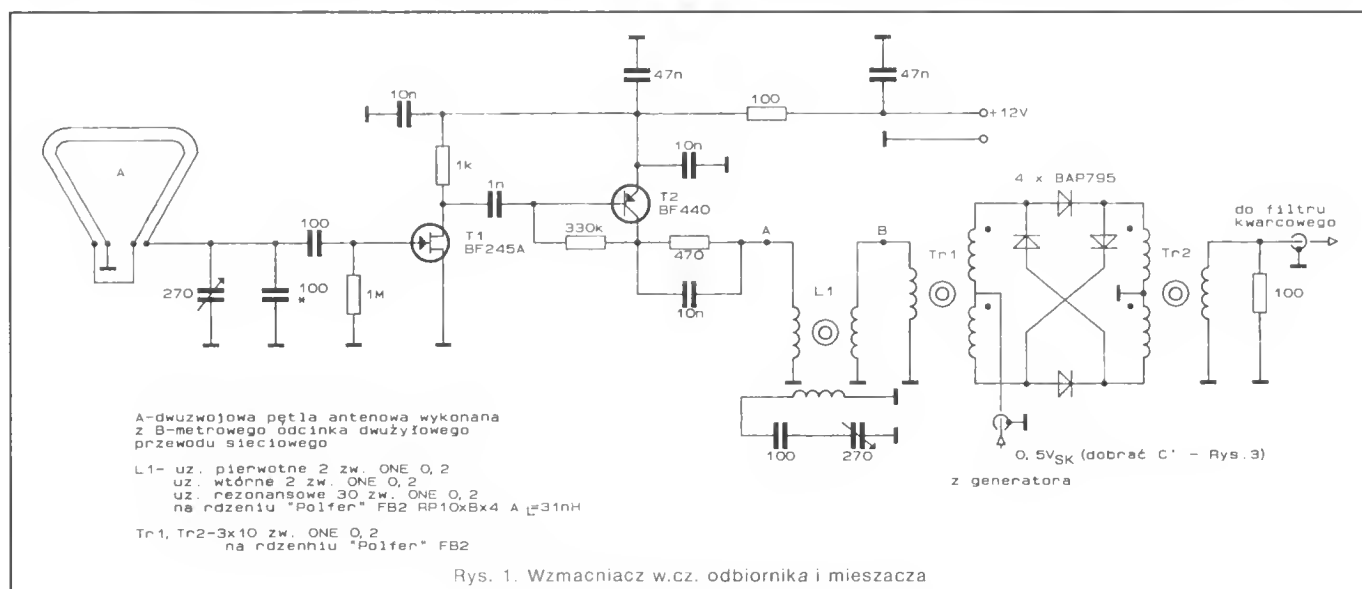 47n
47n
10n
100
+12V
A
1k
10n
4 x BAP795
1n
T2
BF440
do filtru
kwarcowego
100
T1
BF245A
330k
A
B
Tr1
Tr2
270
100
*
1M
470
L1
100
10n
100
270
0,5V SK (dobrać C' - Rys.3)
z generatora
A-dwuzwojowa pętla antenowa wykonana
z 8-metrowego odcinka dwużyłowego
przewodu sieciowego
L1- uz. pierwotne 2 zw. ONE 0,2
uz. wtórne 2 zw. ONE 0,2
uz. rezonansowe 30 zw. ONE 0,2
na rdzeniu "Polfer" FB2 RP10x8x4 A L=31nH
Tr1, Tr2-3x10 zw. ONE 0,2
na rdzenhiu "Polfer" FB2
Rys. 1. Wzmacniacz w.cz. odbiornika i mieszacza